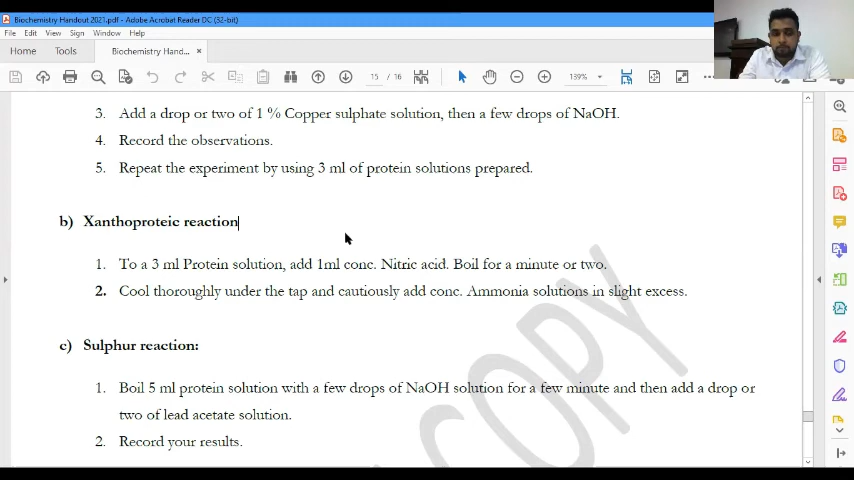 Biochemistry Handout 2021.pdf - Adobe Acrobat Reader DC (32-bit)
File Edit View Sign Window Help
Home Tools Biochemistry Hand... ×
15 / 16 139%
3. Add a drop or two of 1 % Copper sulphate solution, then a few drops of NaOH.
4. Record the observations.
5. Repeat the experiment by using 3 ml of protein solutions prepared.
b) Xanthoproteic reaction
1. To a 3 ml Protein solution, add 1ml conc. Nitric acid. Boil for a minute or two.
2. Cool thoroughly under the tap and cautiously add conc. Ammonia solutions in slight excess.
c) Sulphur reaction:
1. Boil 5 ml protein solution with a few drops of NaOH solution for a few minute and then add a drop or
two of lead acetate solution.
2. Record your results.
COPY